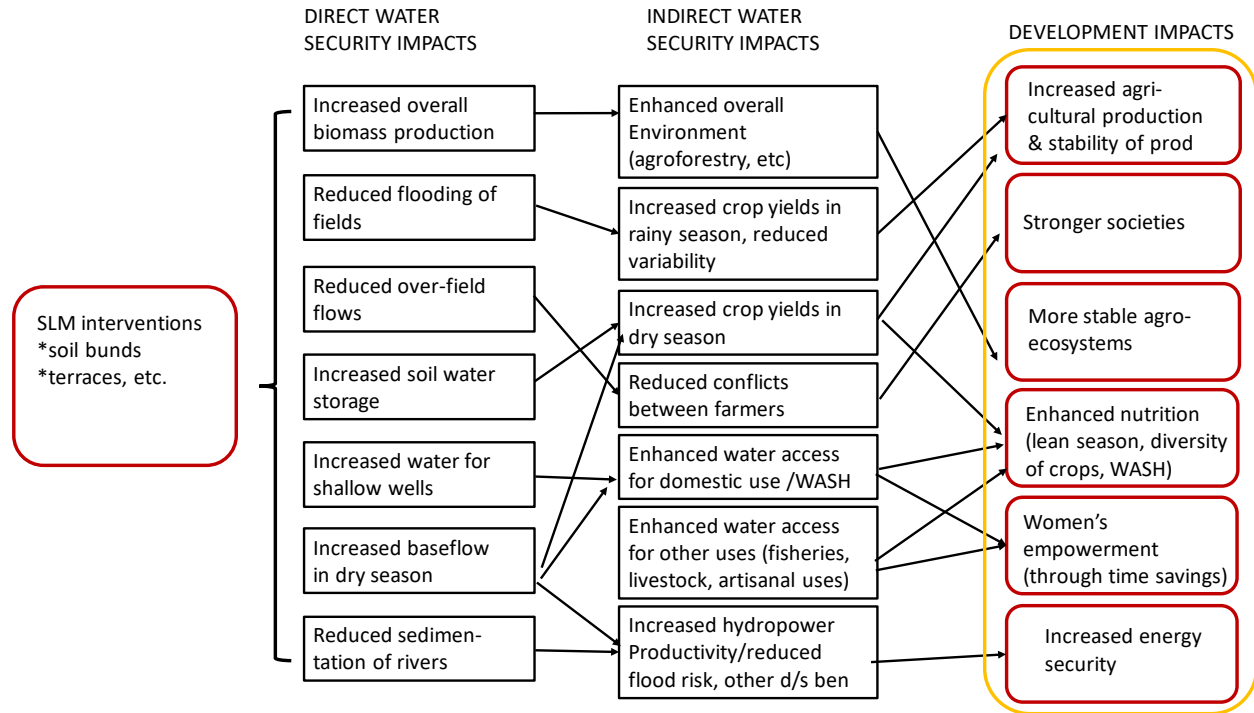 DIRECT WATER
SECURITY IMPACTS
INDIRECT WATER
SECURITY IMPACTS
DEVELOPMENT IMPACTS
SLM interventions
*soil bunds
*terraces, etc.
Increased overall
biomass production
Reduced flooding of
fields
Reduced over-field
flows
Increased soil water
storage
Increased water for
shallow wells
Increased baseflow
in dry season
Reduced sedimen-
tation of rivers
Enhanced overall
Environment
(agroforestry, etc)
Increased crop yields in
rainy season, reduced
variability
Increased crop yields in
dry season
Reduced conflicts
between farmers
Enhanced water access
for domestic use /WASH
Enhanced water access
for other uses (fisheries,
livestock, artisanal uses)
Increased hydropower
Productivity/reduced
flood risk, other d/s ben
Increased agri-
cultural production
& stability of prod
Stronger societies
More stable agro-
ecosystems
Enhanced nutrition
(lean season, diversity
of crops, WASH)
Women's
empowerment
(through time savings)
Increased energy
security